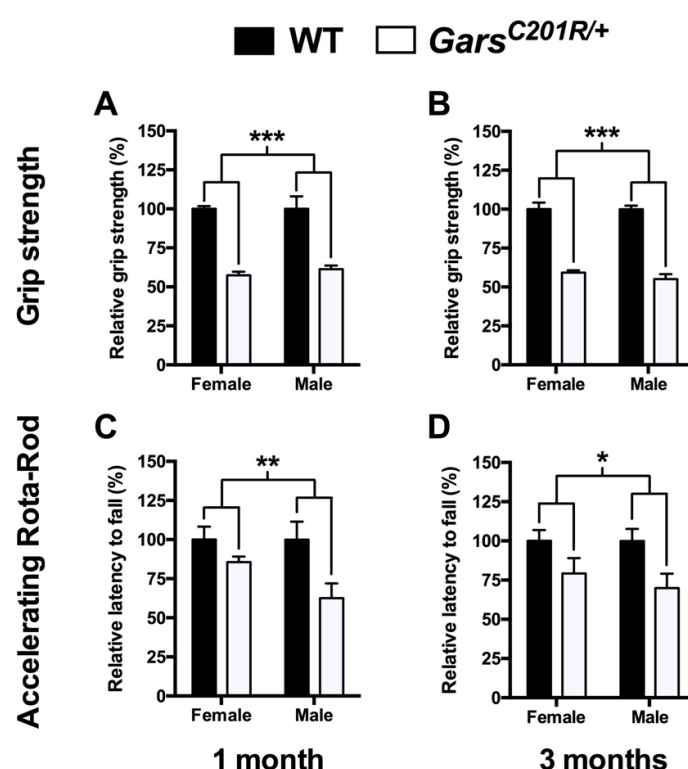 WT GarsC201R/+
A
B
Grip strength
Relative grip strength (%)
150
125
100
75
50
25
0
***
Female Male
Relative grip strength (%)
150
125
100
75
50
25
0
***
Female Male
C
D
Accelerating Rota-Rod
Relative latency to fall (%)
150
125
100
75
50
25
0
**
Female Male
Relative latency to fall (%)
150
125
100
75
50
25
0
*
Female Male
1 month
3 months